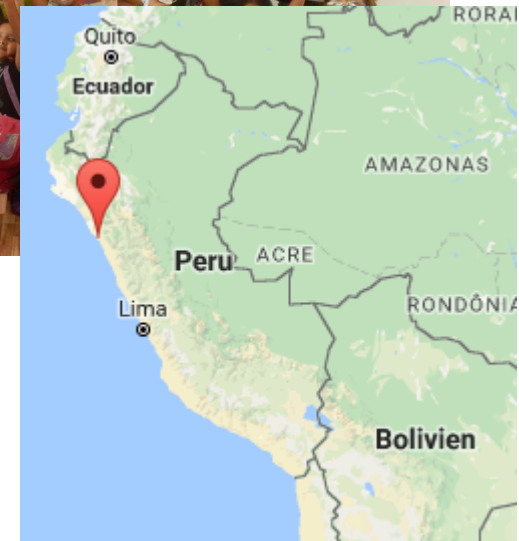 RORAI
Quito
Ecuador
AMAZONAS
Peru
ACRE
RONDÔNIA
Lima
Bolivien